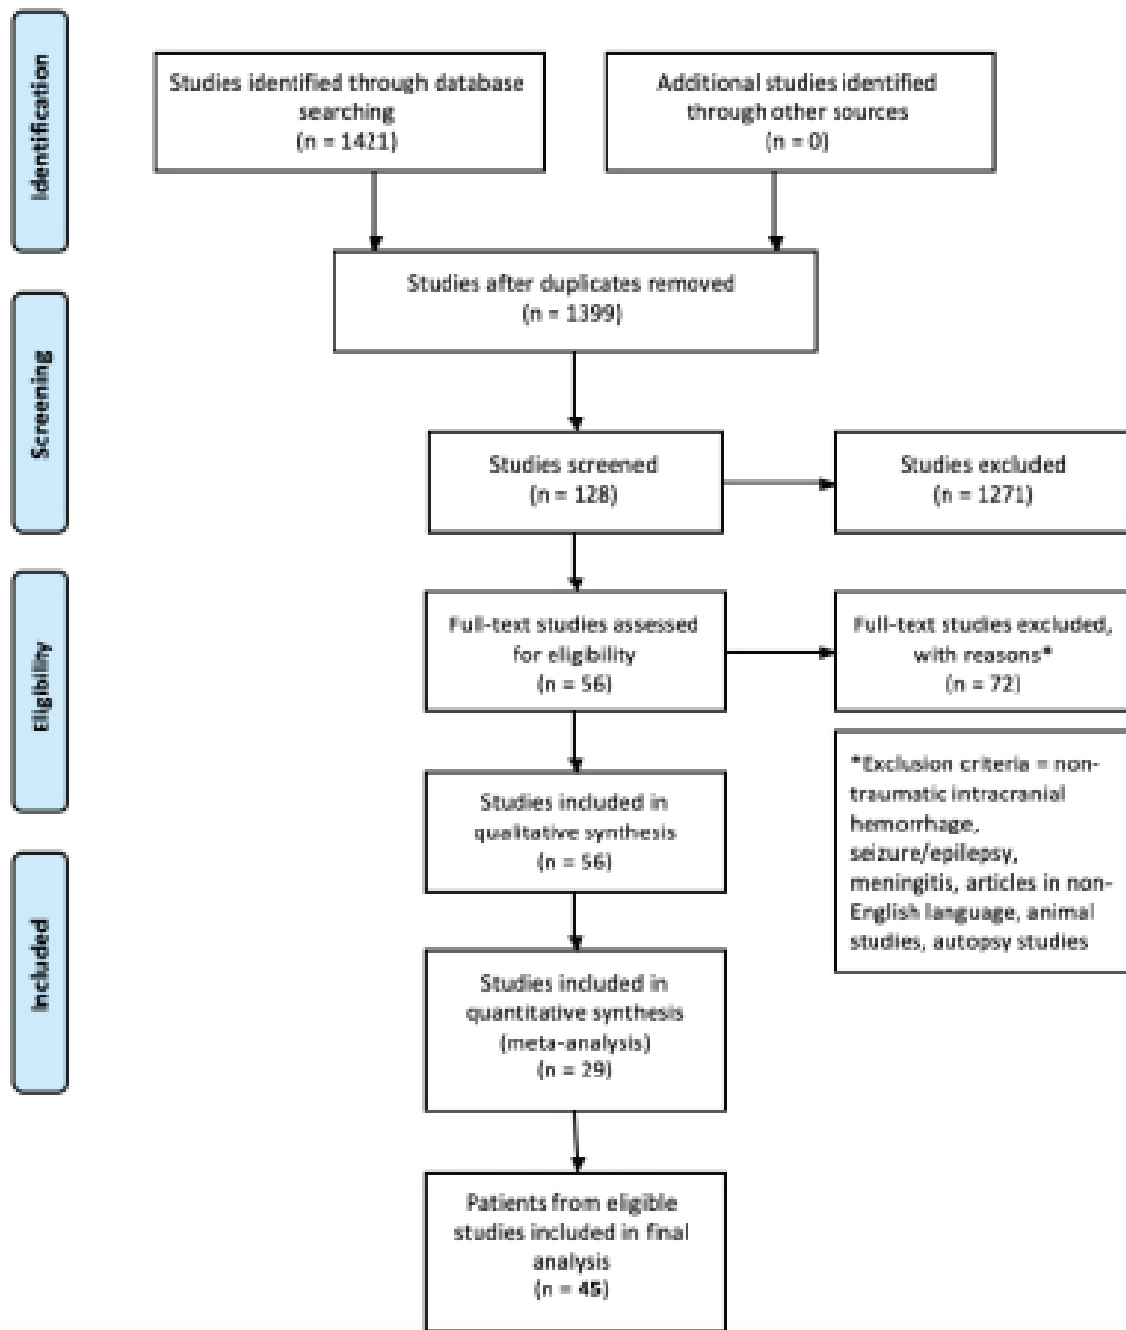 Identification
Studies identified through database
searching
(n = 1421)
Additional studies identified
through other sources
(n = 0)
Studies after duplicates removed
(n = 1399)
Screening
Studies screened
(n = 128)
Studies excluded
(n = 1271)
Eligibility
Full-text studies assessed
for eligibility
(n = 56)
Full-text studies excluded,
with reasons*
(n = 72)
*Exclusion criteria = non-
traumatic intracranial
hemorrhage,
seizure/epilepsy,
meningitis, articles in non-
English language, animal
studies, autopsy studies
Studies included in
qualitative synthesis
(n = 56)
Included
Studies included in
quantitative synthesis
(meta-analysis)
(n = 29)
Patients from eligible
studies included in final
analysis
(n = 45)